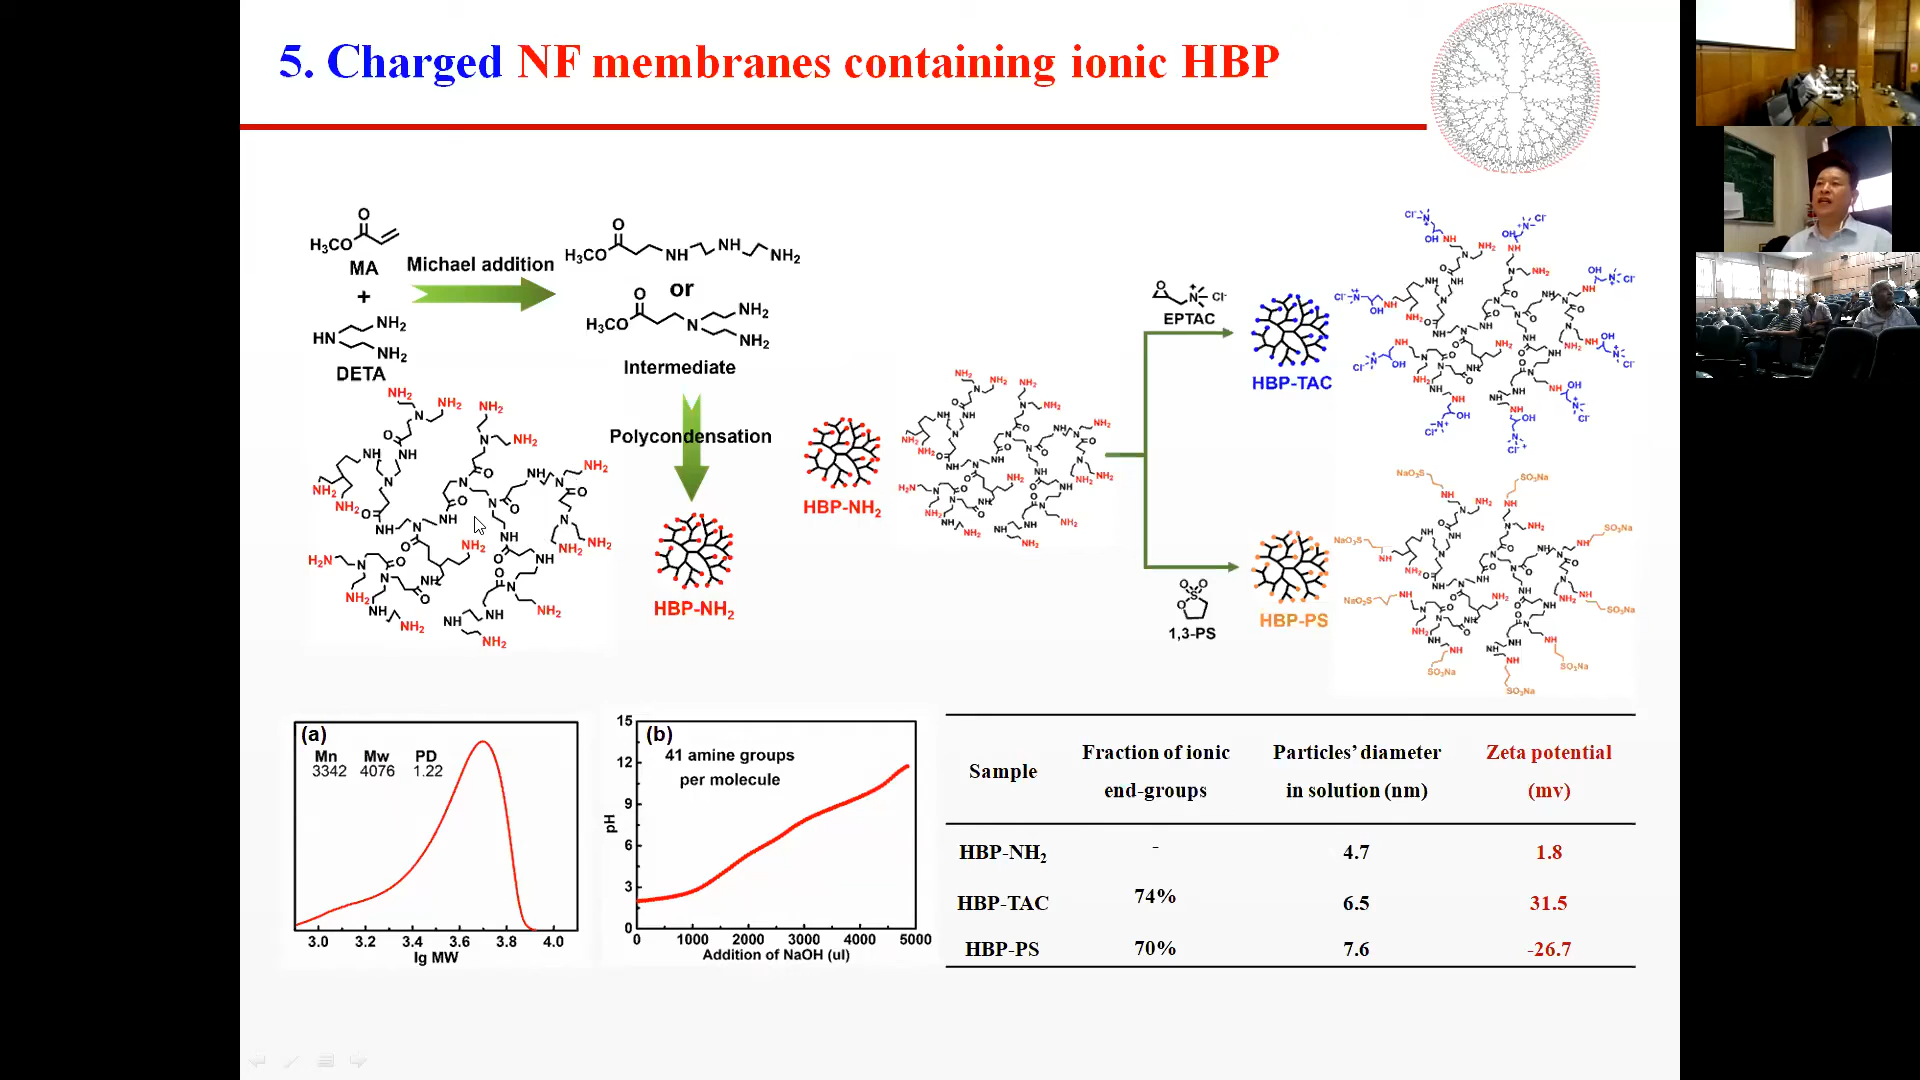 5. Charged NF membranes containing ionic HBP
H₃CO
O
MA
+
HN
NH₂
NH₂
DETA
Michael addition
H₃CO
O
NH
NH
NH₂
or
H₃CO
O
N
NH₂
NH₂
Intermediate
Polycondensation
HBP-NH₂
HBP-NH₂
O
N⁺
Cl⁻
EPTAC
HBP-TAC
O O
S
O
1,3-PS
HBP-PS
(a)
Mn Mw PD
3342 4076 1.22
3.0 3.2 3.4 3.6 3.8 4.0
lg MW
(b)
41 amine groups
per molecule
15
12
9
6
3
0
pH
0 1000 2000 3000 4000 5000
Addition of NaOH (ul)
Sample
Fraction of ionic
end-groups
Particles' diameter
in solution (nm)
Zeta potential
(mv)
HBP-NH₂ - 4.7 1.8
HBP-TAC 74% 6.5 31.5
HBP-PS 70% 7.6 -26.7